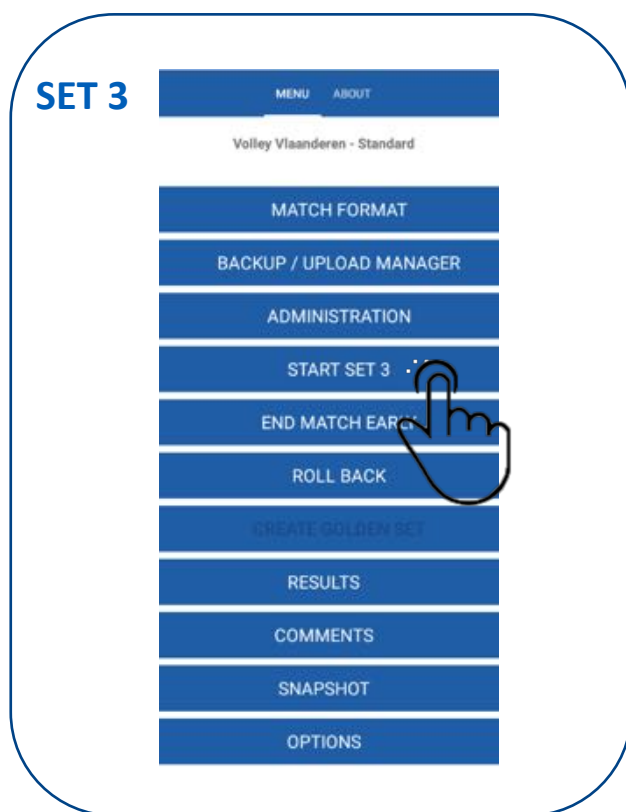 SET 3
MENU ABOUT
Volley Vlaanderen - Standard
MATCH FORMAT
BACKUP / UPLOAD MANAGER
ADMINISTRATION
START SET 3
END MATCH EARLY
ROLL BACK
CREATE GOLDEN SET
RESULTS
COMMENTS
SNAPSHOT
OPTIONS